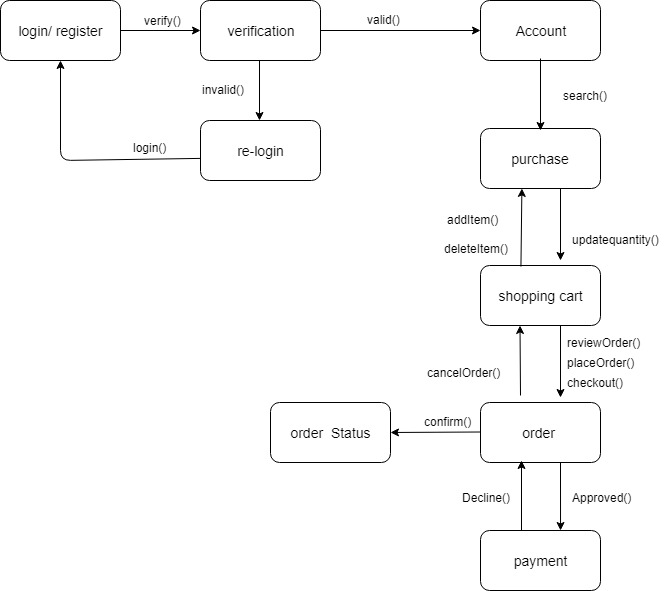 login/ register
verify()
verification
valid()
Account
invalid()
search()
login()
re-login
purchase
addItem()
updatequantity()
deleteItem()
shopping cart
reviewOrder()
placeOrder()
cancelOrder()
checkout()
order Status
confirm()
order
Decline()
Approved()
payment